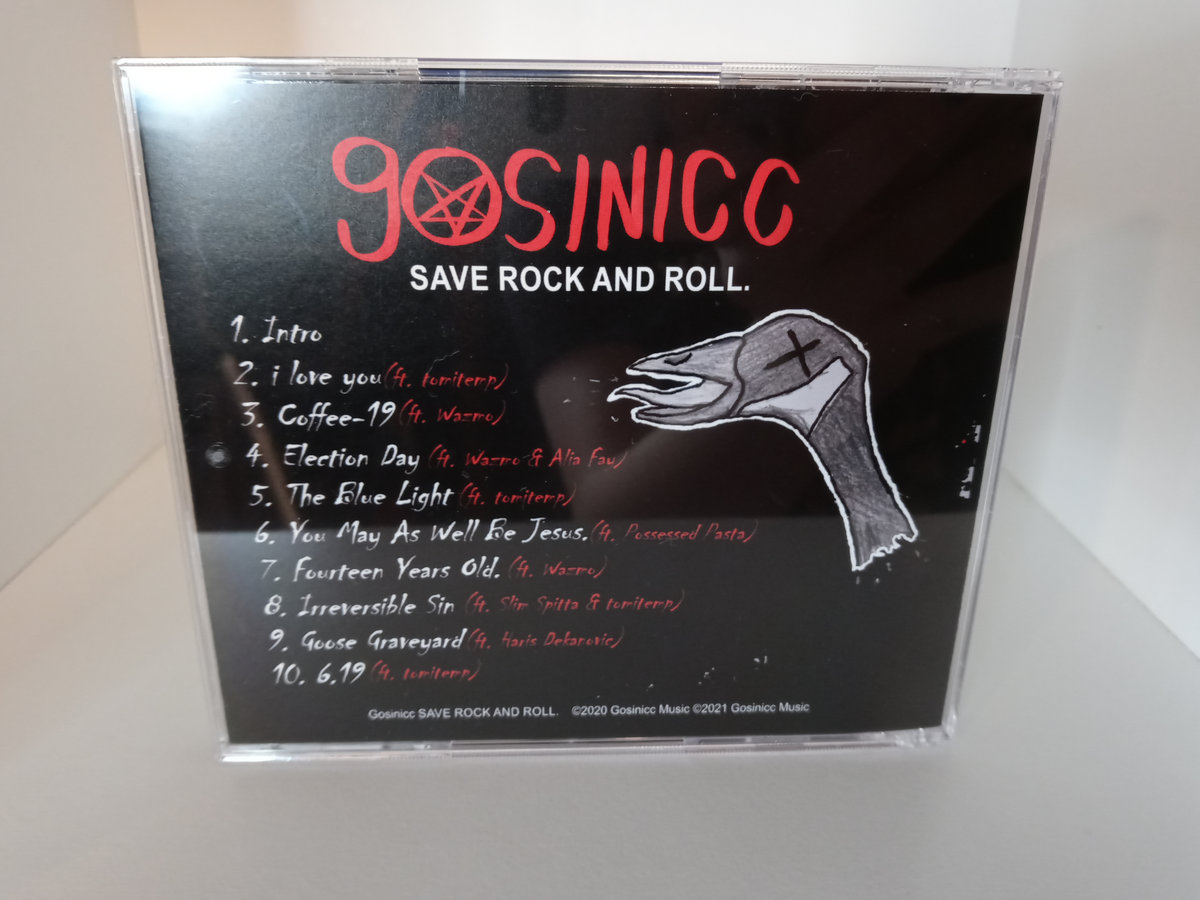 gosinicc
SAVE ROCK AND ROLL.
1. Intro
2. i love you (ft. tomitemp)
3. Coffee-19 (ft. Wazmo)
4. Election Day (ft. Wazmo & Alia Fay)
5. The Blue Light (ft. tomitemp)
6. You May As Well Be Jesus. (ft. Possessed Pasta)
7. Fourteen Years Old. (ft. Wazmo)
8. Irreversible Sin (ft. Slim Spitta & tomitemp)
9. Goose Graveyard (ft. Haris Dekanovic)
10. 6.19 (ft. tomitemp)
Gosinicc SAVE ROCK AND ROLL. ©2020 Gosinicc Music ©2021 Gosinicc Music